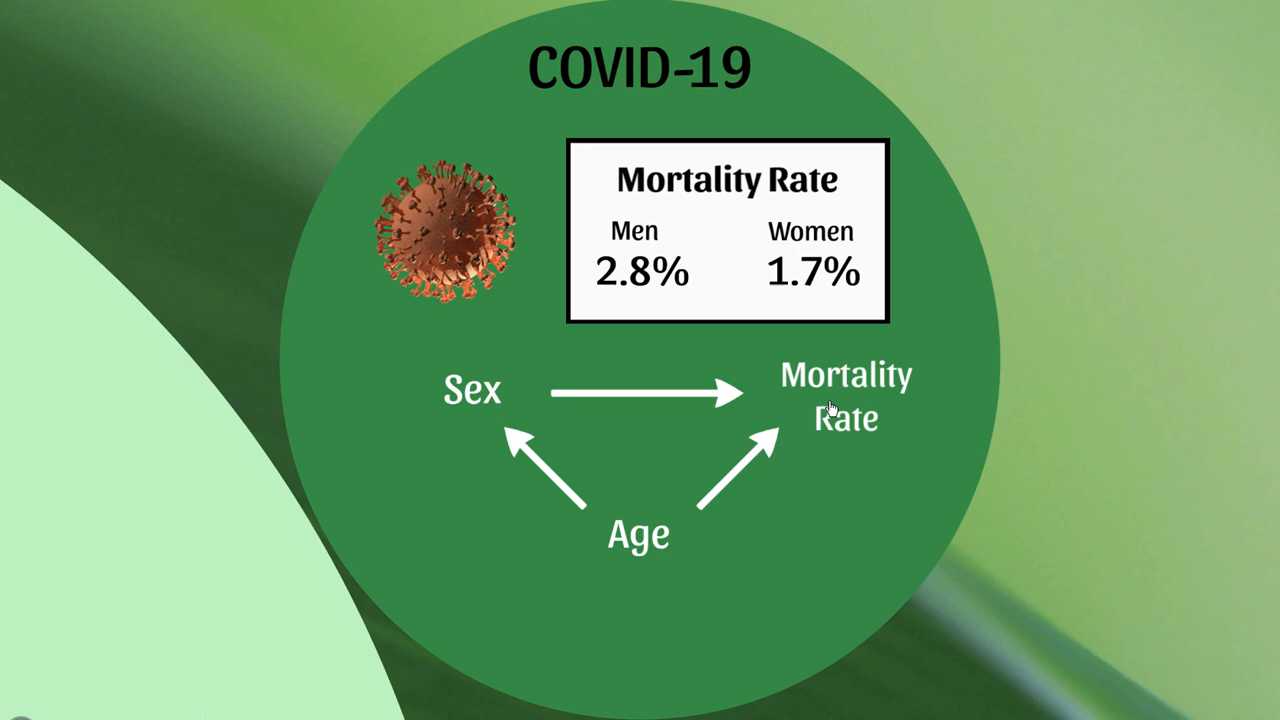 COVID-19
Mortality Rate
Men Women
2.8% 1.7%
Sex
Mortality
Rate
Age